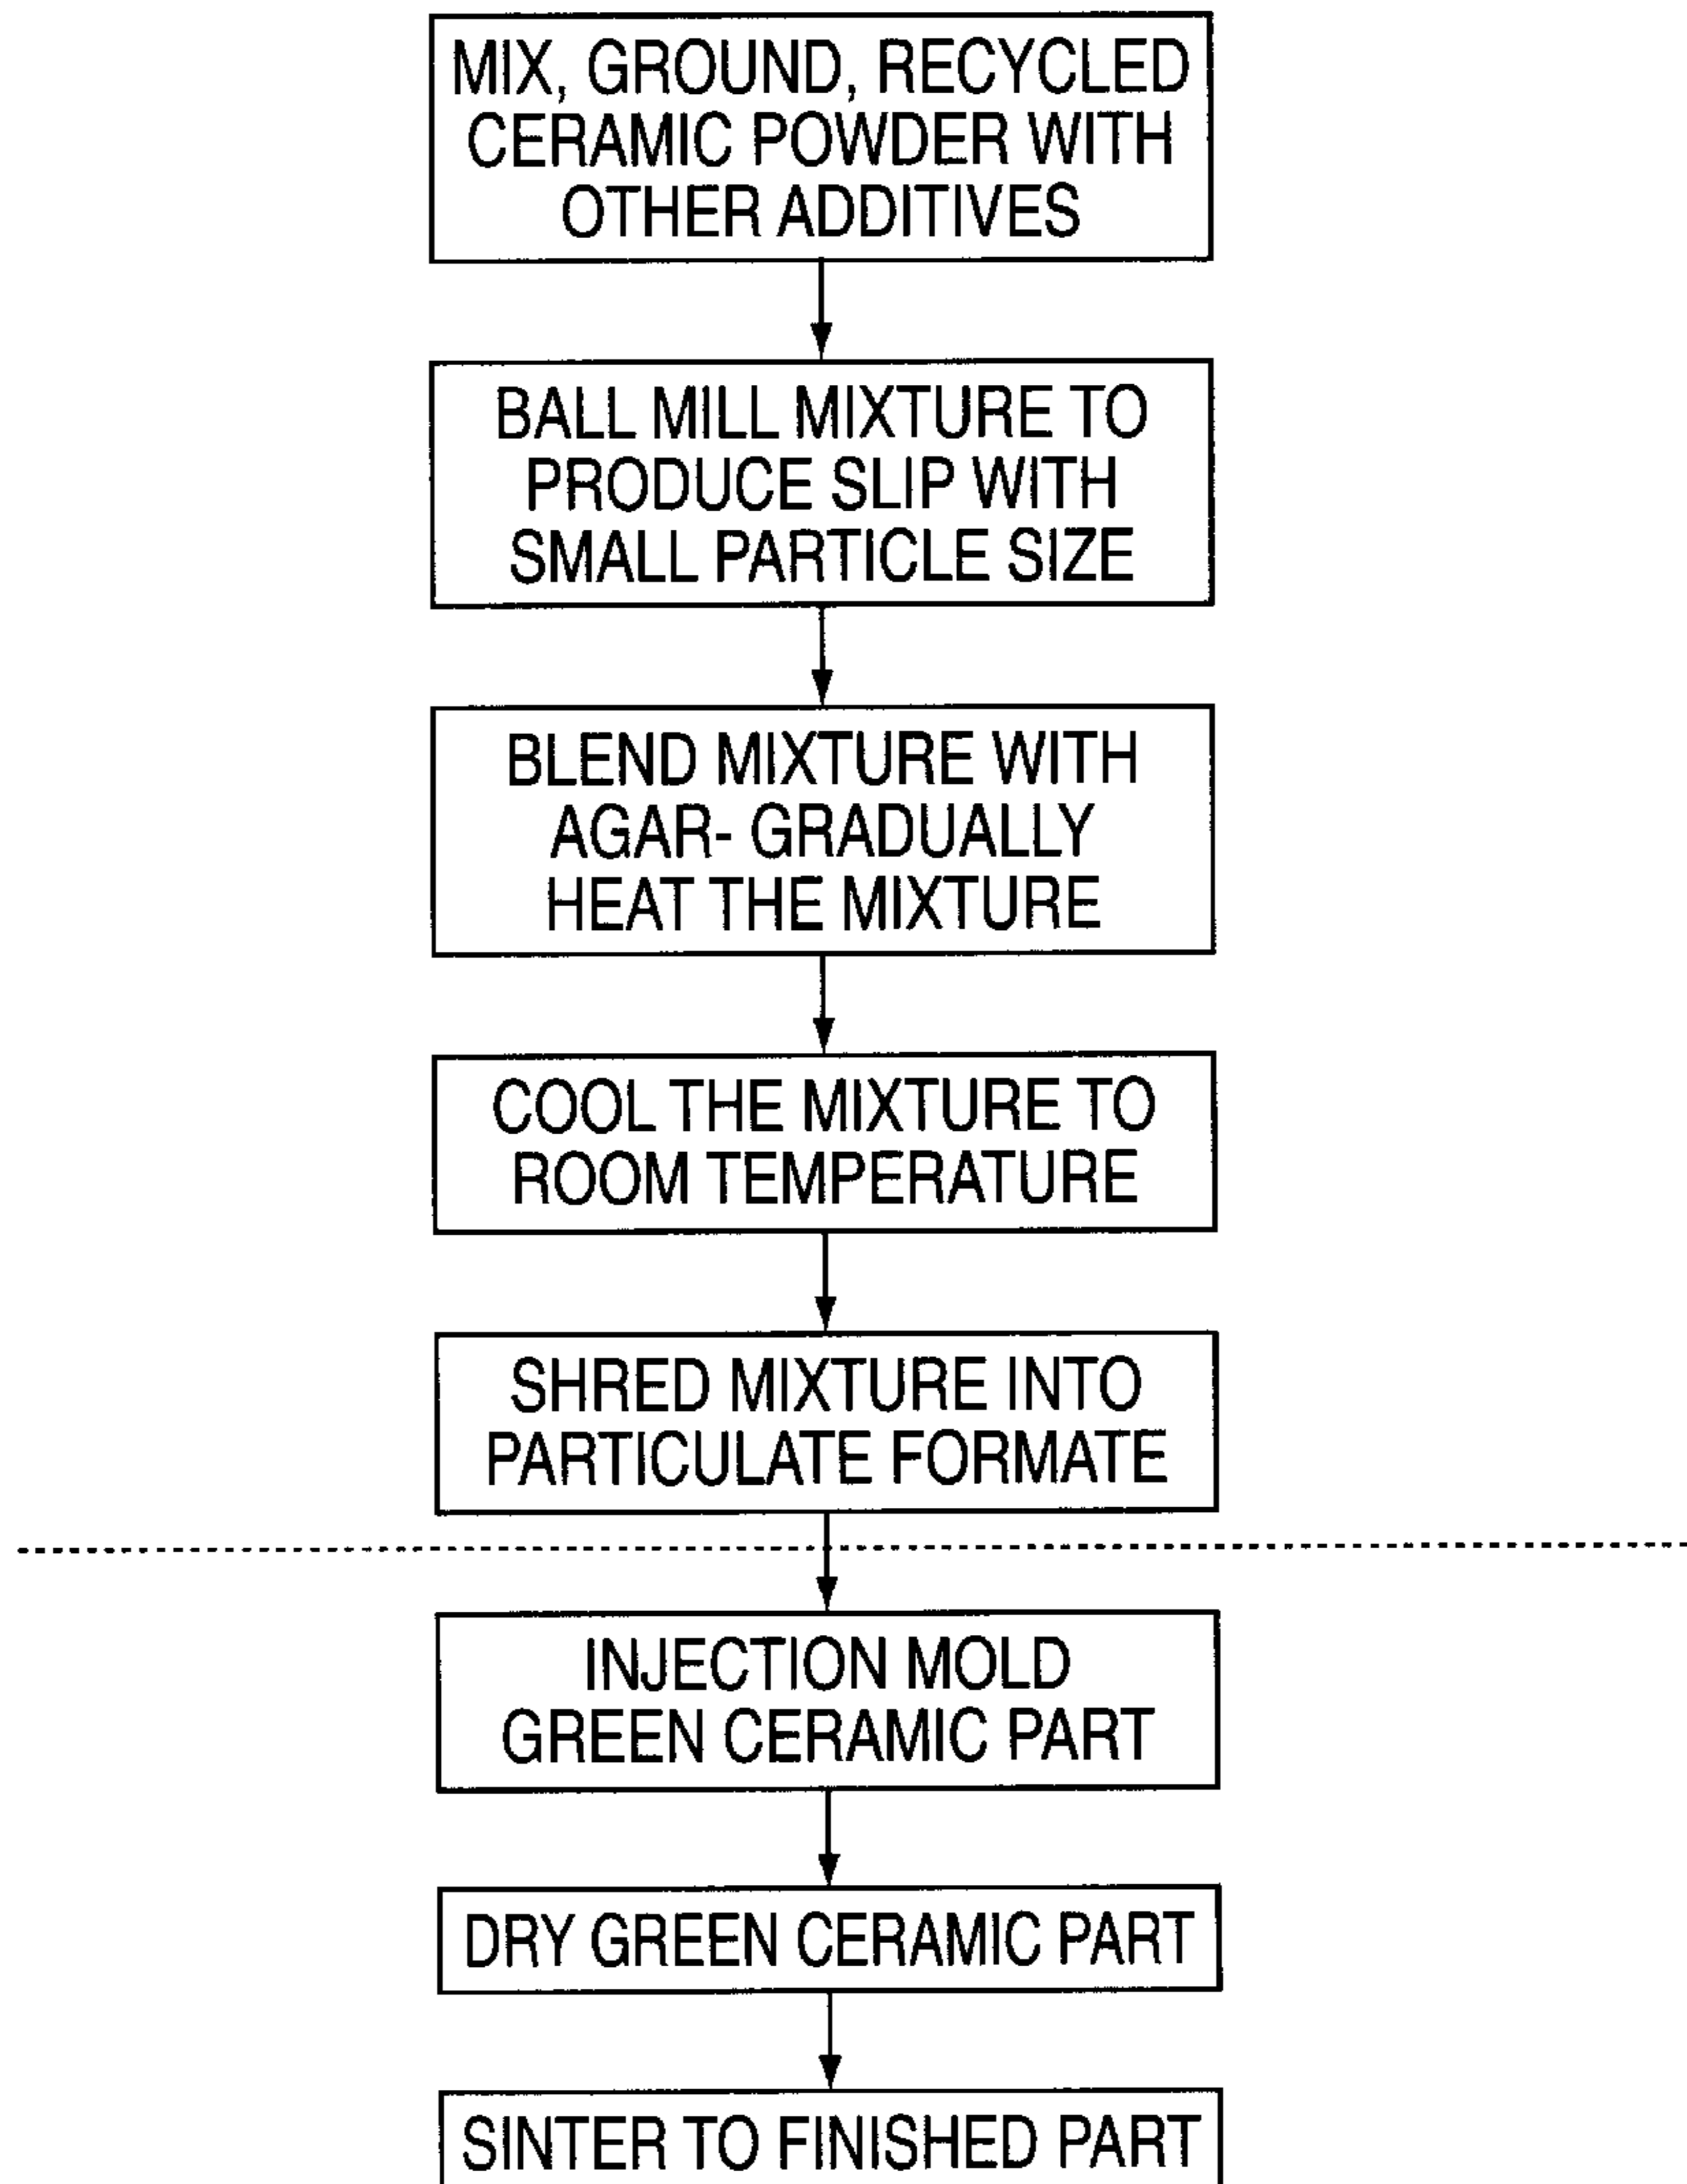 MIX, GROUND, RECYCLED
CERAMIC POWDER WITH
OTHER ADDITIVES
BALL MILL MIXTURE TO
PRODUCE SLIP WITH
SMALL PARTICLE SIZE
BLEND MIXTURE WITH
AGAR- GRADUALLY
HEAT THE MIXTURE
COOL THE MIXTURE TO
ROOM TEMPERATURE
SHRED MIXTURE INTO
PARTICULATE FORMATE
INJECTION MOLD
GREEN CERAMIC PART
DRY GREEN CERAMIC PART
SINTER TO FINISHED PART